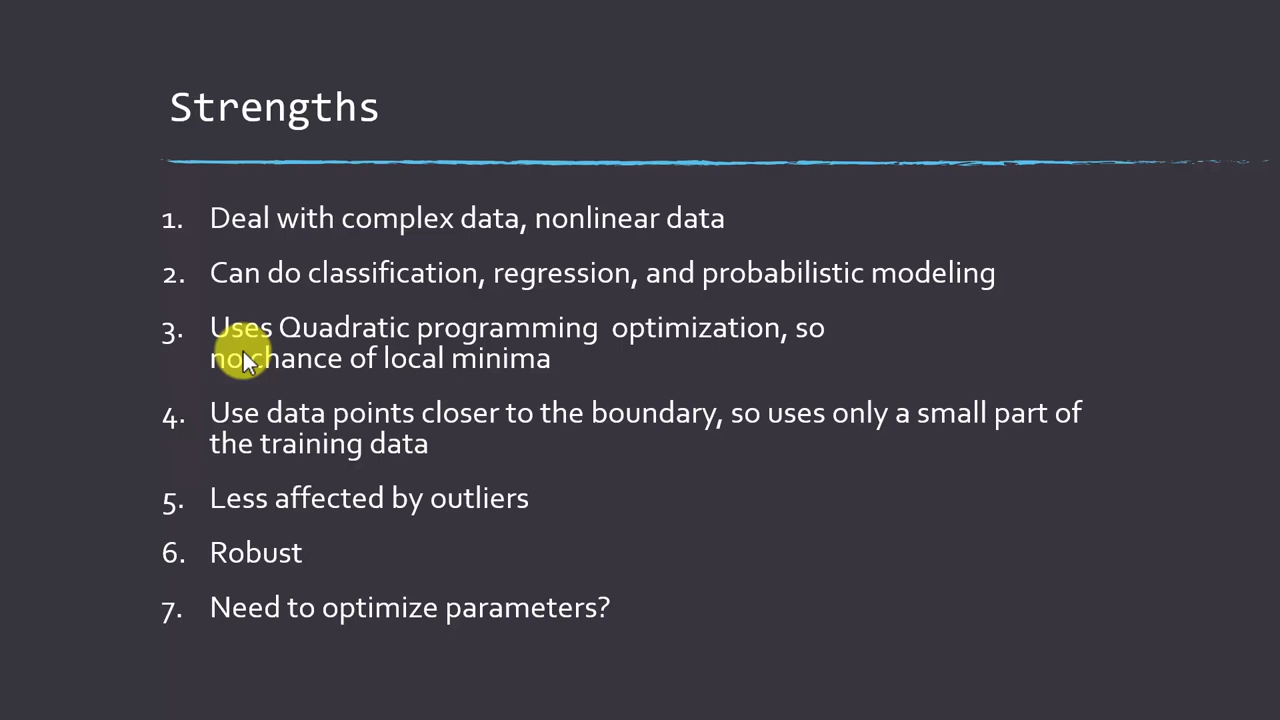 Strengths
1. Deal with complex data, nonlinear data
2. Can do classification, regression, and probabilistic modeling
3. Uses Quadratic programming  optimization, so
no chance of local minima
4. Use data points closer to the boundary, so uses only a small part of
the training data
5. Less affected by outliers
6. Robust
7. Need to optimize parameters?